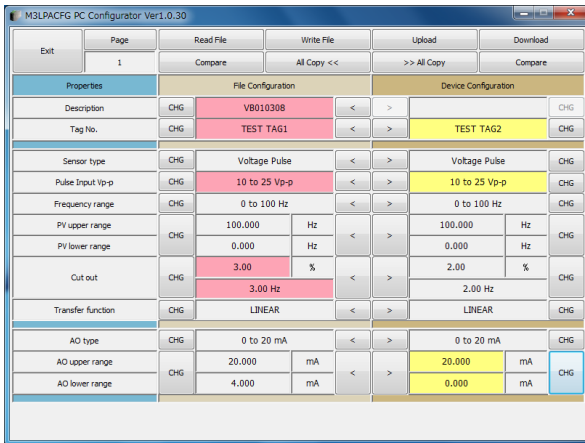 M3LPACFG PC Configurator Ver1.0.30
Exit Page Read File Write File Upload Download
1 Compare All Copy << >> All Copy Compare
Properties File Configuration Device Configuration
Description CHG VB010308 < > CHG
Tag No. CHG TEST TAG1 < > TEST TAG2 CHG
Sensor type CHG Voltage Pulse < > Voltage Pulse CHG
Pulse Input Vp-p CHG 10 to 25 Vp-p < > 10 to 25 Vp-p CHG
Frequency range CHG 0 to 100 Hz < > 0 to 100 Hz CHG
PV upper range CHG 100.000 Hz < > 100.000 Hz CHG
PV lower range 0.000 Hz 0.000 Hz
Cut out CHG 3.00 % < > 2.00 % CHG
3.00 Hz 2.00 Hz
Transfer function CHG LINEAR < > LINEAR CHG
AO type CHG 0 to 20 mA < > 0 to 20 mA CHG
AO upper range CHG 20.000 mA < > 20.000 mA CHG
AO lower range 4.000 mA 0.000 mA